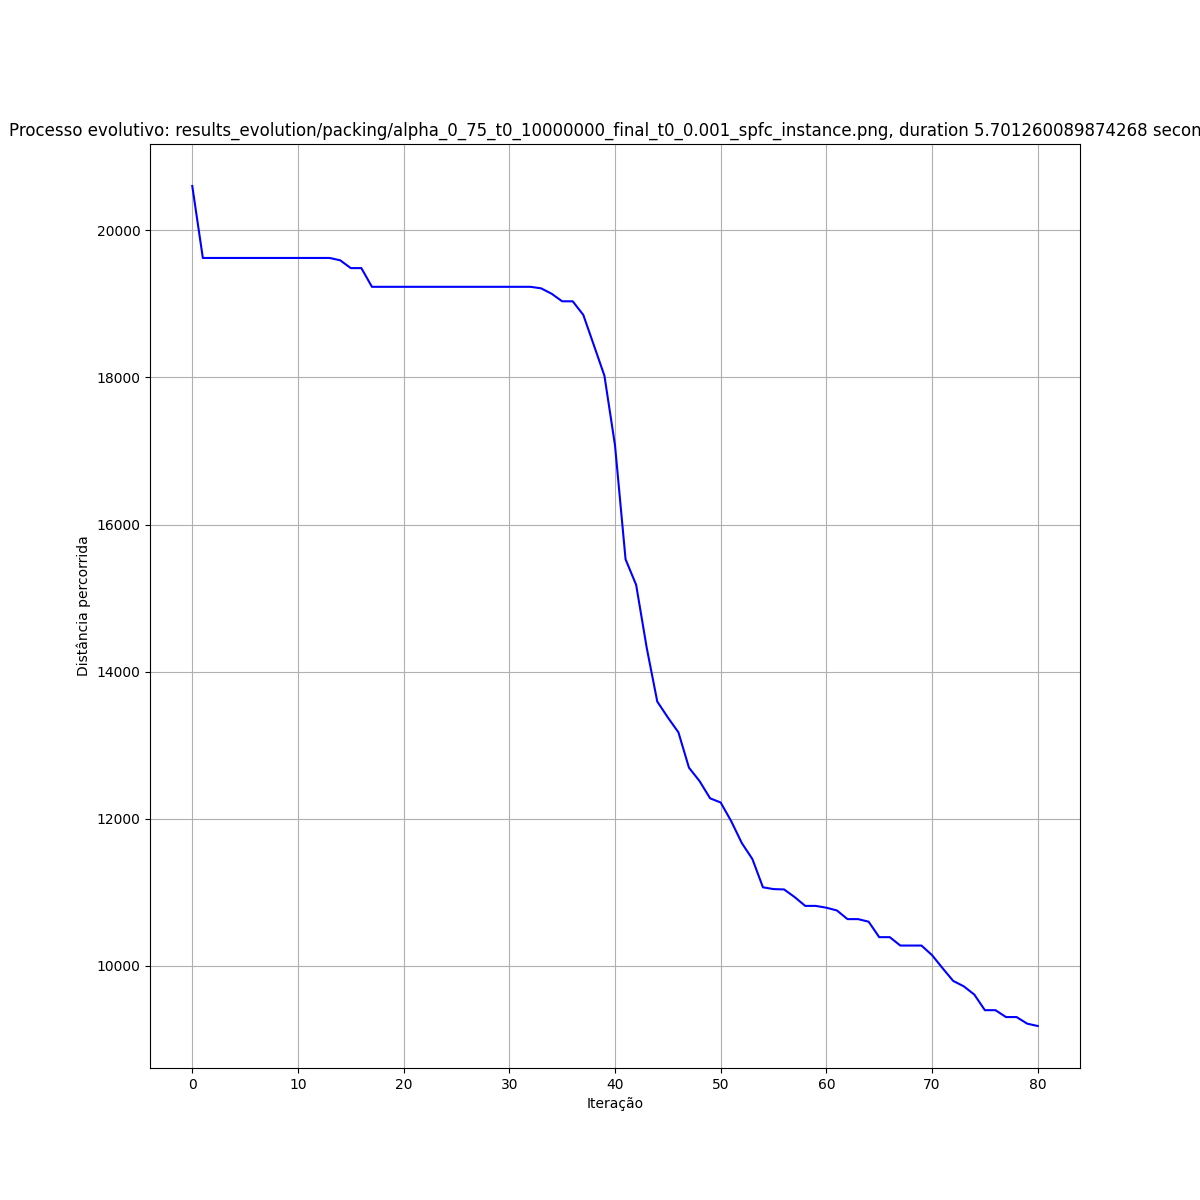 Processo evolutivo: results_evolution/packing/alpha_0_75_t0_10000000_final_t0_0.001_spfc_instance.png, duration 5.701260089874268 secon
20000
18000
16000
14000
12000
10000
Distância percorrida
0 10 20 30 40 50 60 70 80
Iteração